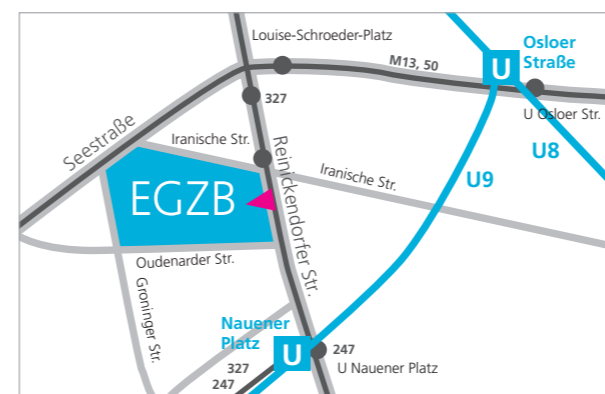 Louise-Schroeder-Platz
Osloer
Straße
M13, 50
U
327
U Osloer Str.
Seestraße
Iranische Str.
Reinickendorfer Str.
Iranische Str.
U8
U9
EGZB
Oudenarder Str.
Groninger Str.
Nauener
Platz
U
247
327
U Nauener Platz
247